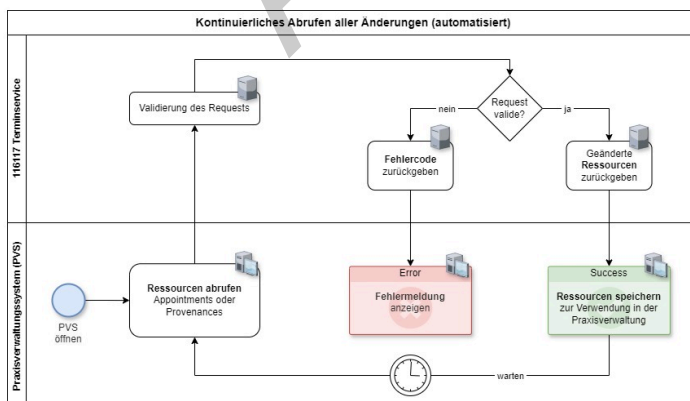 Kontinuierliches Abrufen aller Änderungen (automatisiert)
116117 Terminservice
Validierung des Requests
Request
valide?
nein
ja
Fehlercode
zurückgeben
Geänderte
Ressourcen
zurückgeben
Praxisverwaltungssystem (PVS)
PVS
öffnen
Ressourcen abrufen
Appointments oder
Provenances
Error
Fehlermeldung
anzeigen
Success
Ressourcen speichern
zur Verwendung in der
Praxisverwaltung
warten